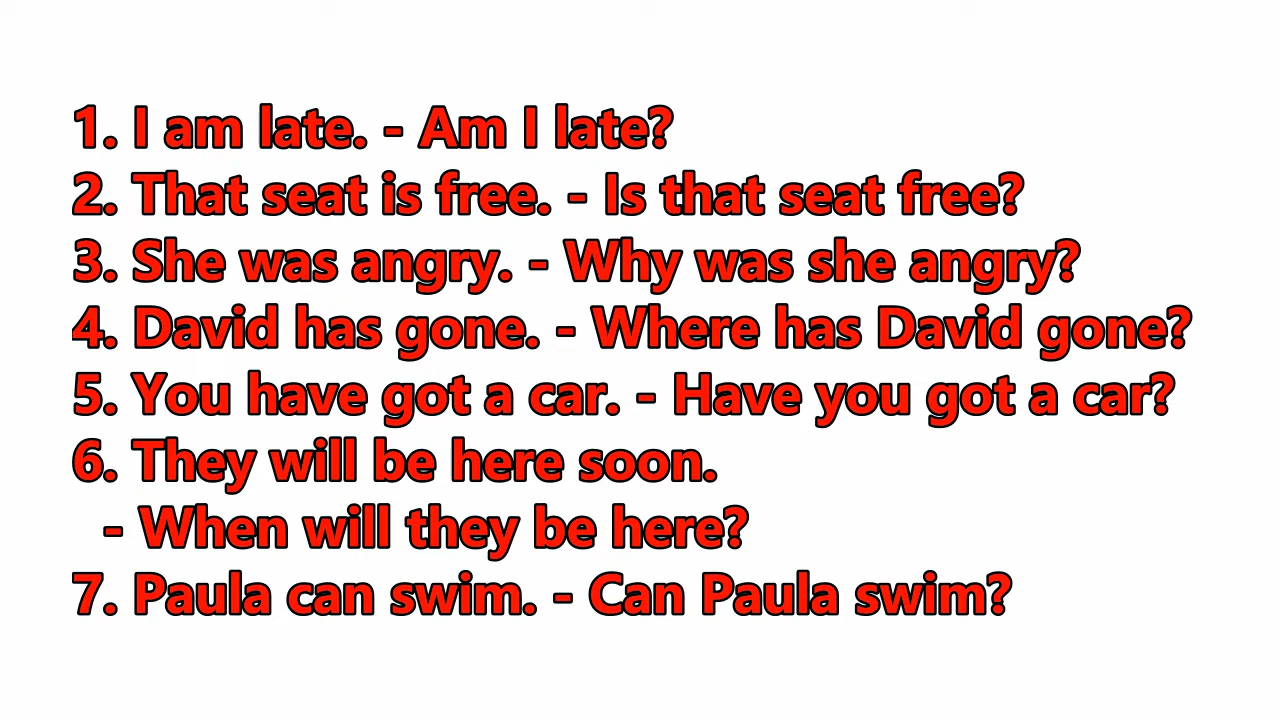 1. I am late. - Am I late?
2. That seat is free. - Is that seat free?
3. She was angry. - Why was she angry?
4. David has gone. - Where has David gone?
5. You have got a car. - Have you got a car?
6. They will be here soon.
- When will they be here?
7. Paula can swim. - Can Paula swim?